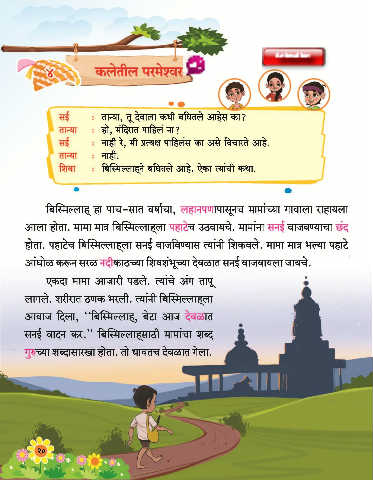 ४
कलेतील परमेश्वर
सई : तान्या, तू देवाला कधी बघितले आहेस का?
तान्या : हो, मंदिरात पाहिलं ना?
सई : नाही रे, मी प्रत्यक्ष पाहिलंस का असे विचारते आहे.
तान्या : नाही.
शिवा : बिस्मिल्लाहने बघितले आहे. ऐका त्यांची कथा.
बिस्मिल्लाह हा पाच-सात वर्षांचा, लहानपणापासूनच मामांच्या गावाला राहायला
आला होता. मामा मात्र बिस्मिल्लाहला पहाटेच उठवायचे. मामांना सनई वाजवण्याचा छंद
होता. पहाटेच बिस्मिल्लाहला सनई वाजविण्यास त्यांनी शिकवले. मामा मात्र भल्या पहाटे
आंघोळ करून सरळ नदीकाठच्या शिवशंभूच्या देवळात सनई वाजवायला जायचे.
एकदा मामा आजारी पडले. त्यांचे अंग तापू
लागले. शरीरात ठणक भरली. त्यांनी बिस्मिल्लाहला
आवाज दिला, ‘‘बिस्मिल्लाह, बेटा आज देवळात
सनई वादन कर.’’ बिस्मिल्लाहसाठी मामांचा शब्द
गुरुच्या शब्दासारखा होता. तो धावतच देवळात गेला.
२०